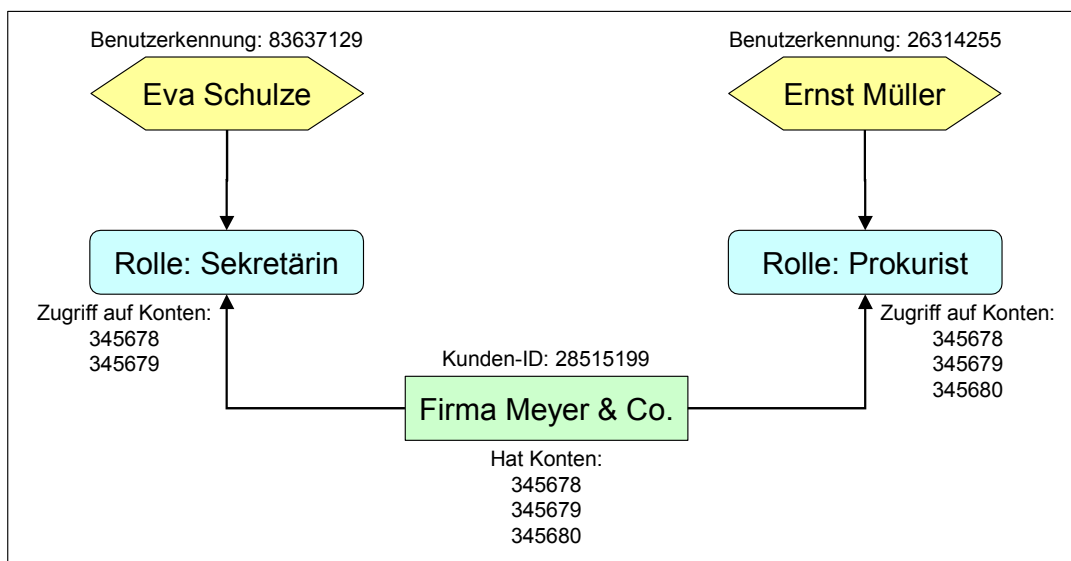 Benutzerkennung: 83637129
Eva Schulze
Benutzerkennung: 26314255
Ernst Müller
Rolle: Sekretärin
Zugriff auf Konten:
345678
345679
Rolle: Prokurist
Zugriff auf Konten:
345678
345679
345680
Kunden-ID: 28515199
Firma Meyer & Co.
Hat Konten:
345678
345679
345680